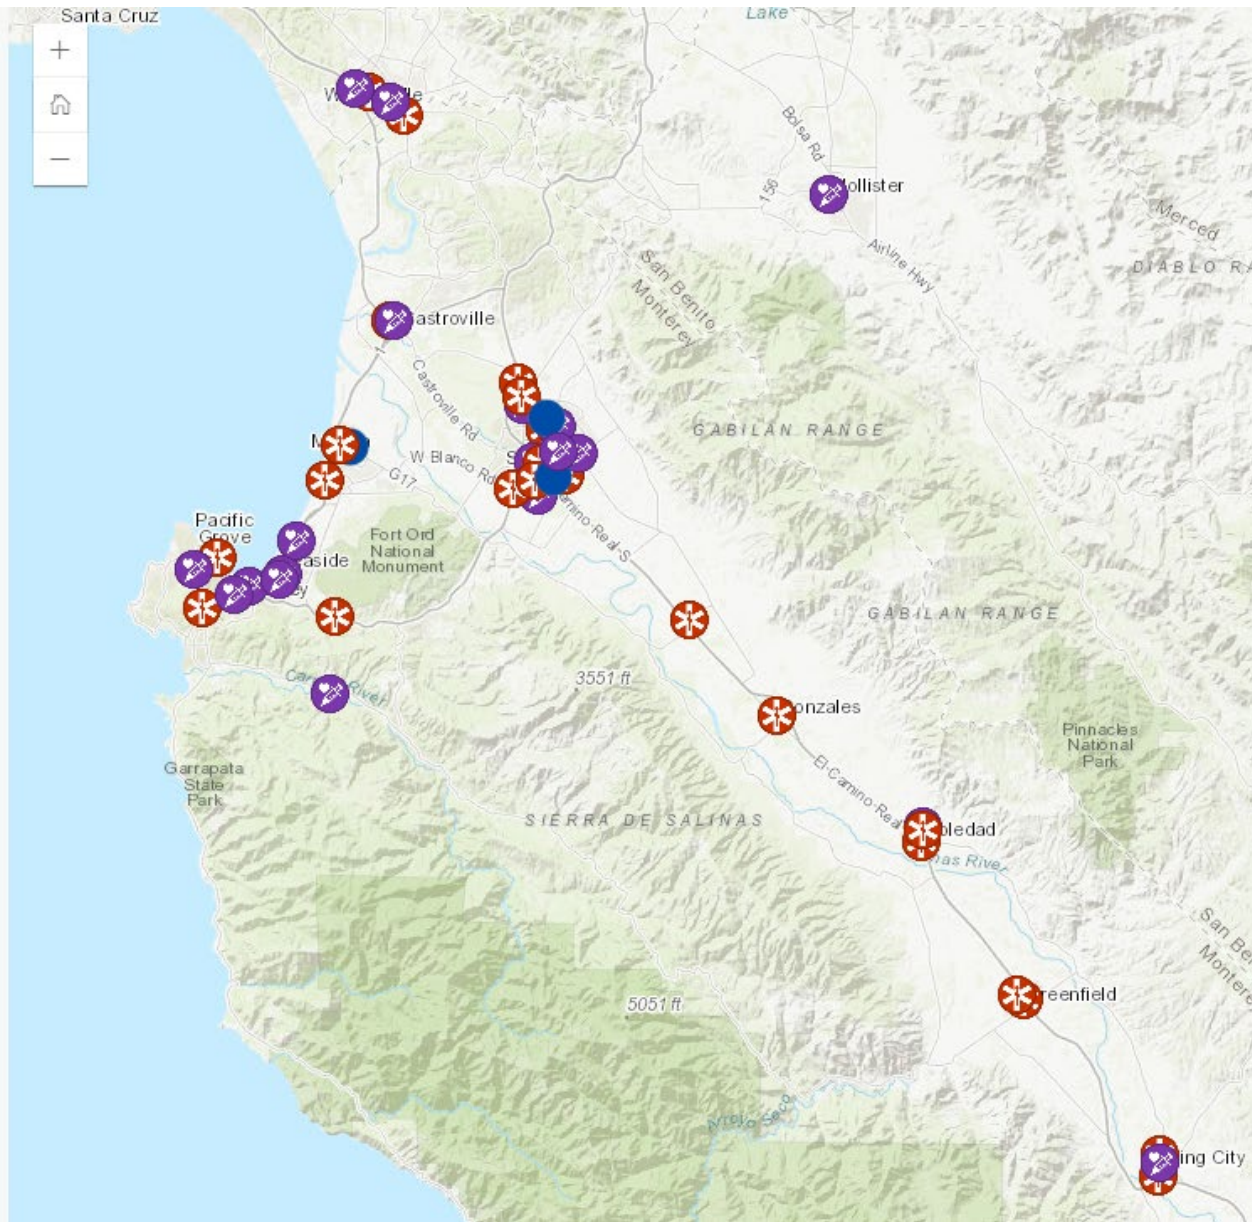 Santa Cruz
Lake
+
−
Bolsa Rd
156
ollister
Airline Hwy
Merced
DIABLO RA
San Benito
Monterey
astroville
1
Castroville Rd
GABILAN RANGE
W Blanco Rd
G17
mino-Real-S
Pacific
Grove
Fort Ord
National
Monument
aside
GABILAN RANGE
3551 ft
onzales
Pinnacles
National
Park
Garrapata
State
Park
El-Camino-Real
SIERRA DE SALINAS
oledad
nas River
San Be
Monterey
5051 ft
reenfield
Arroyo Seco
ing City